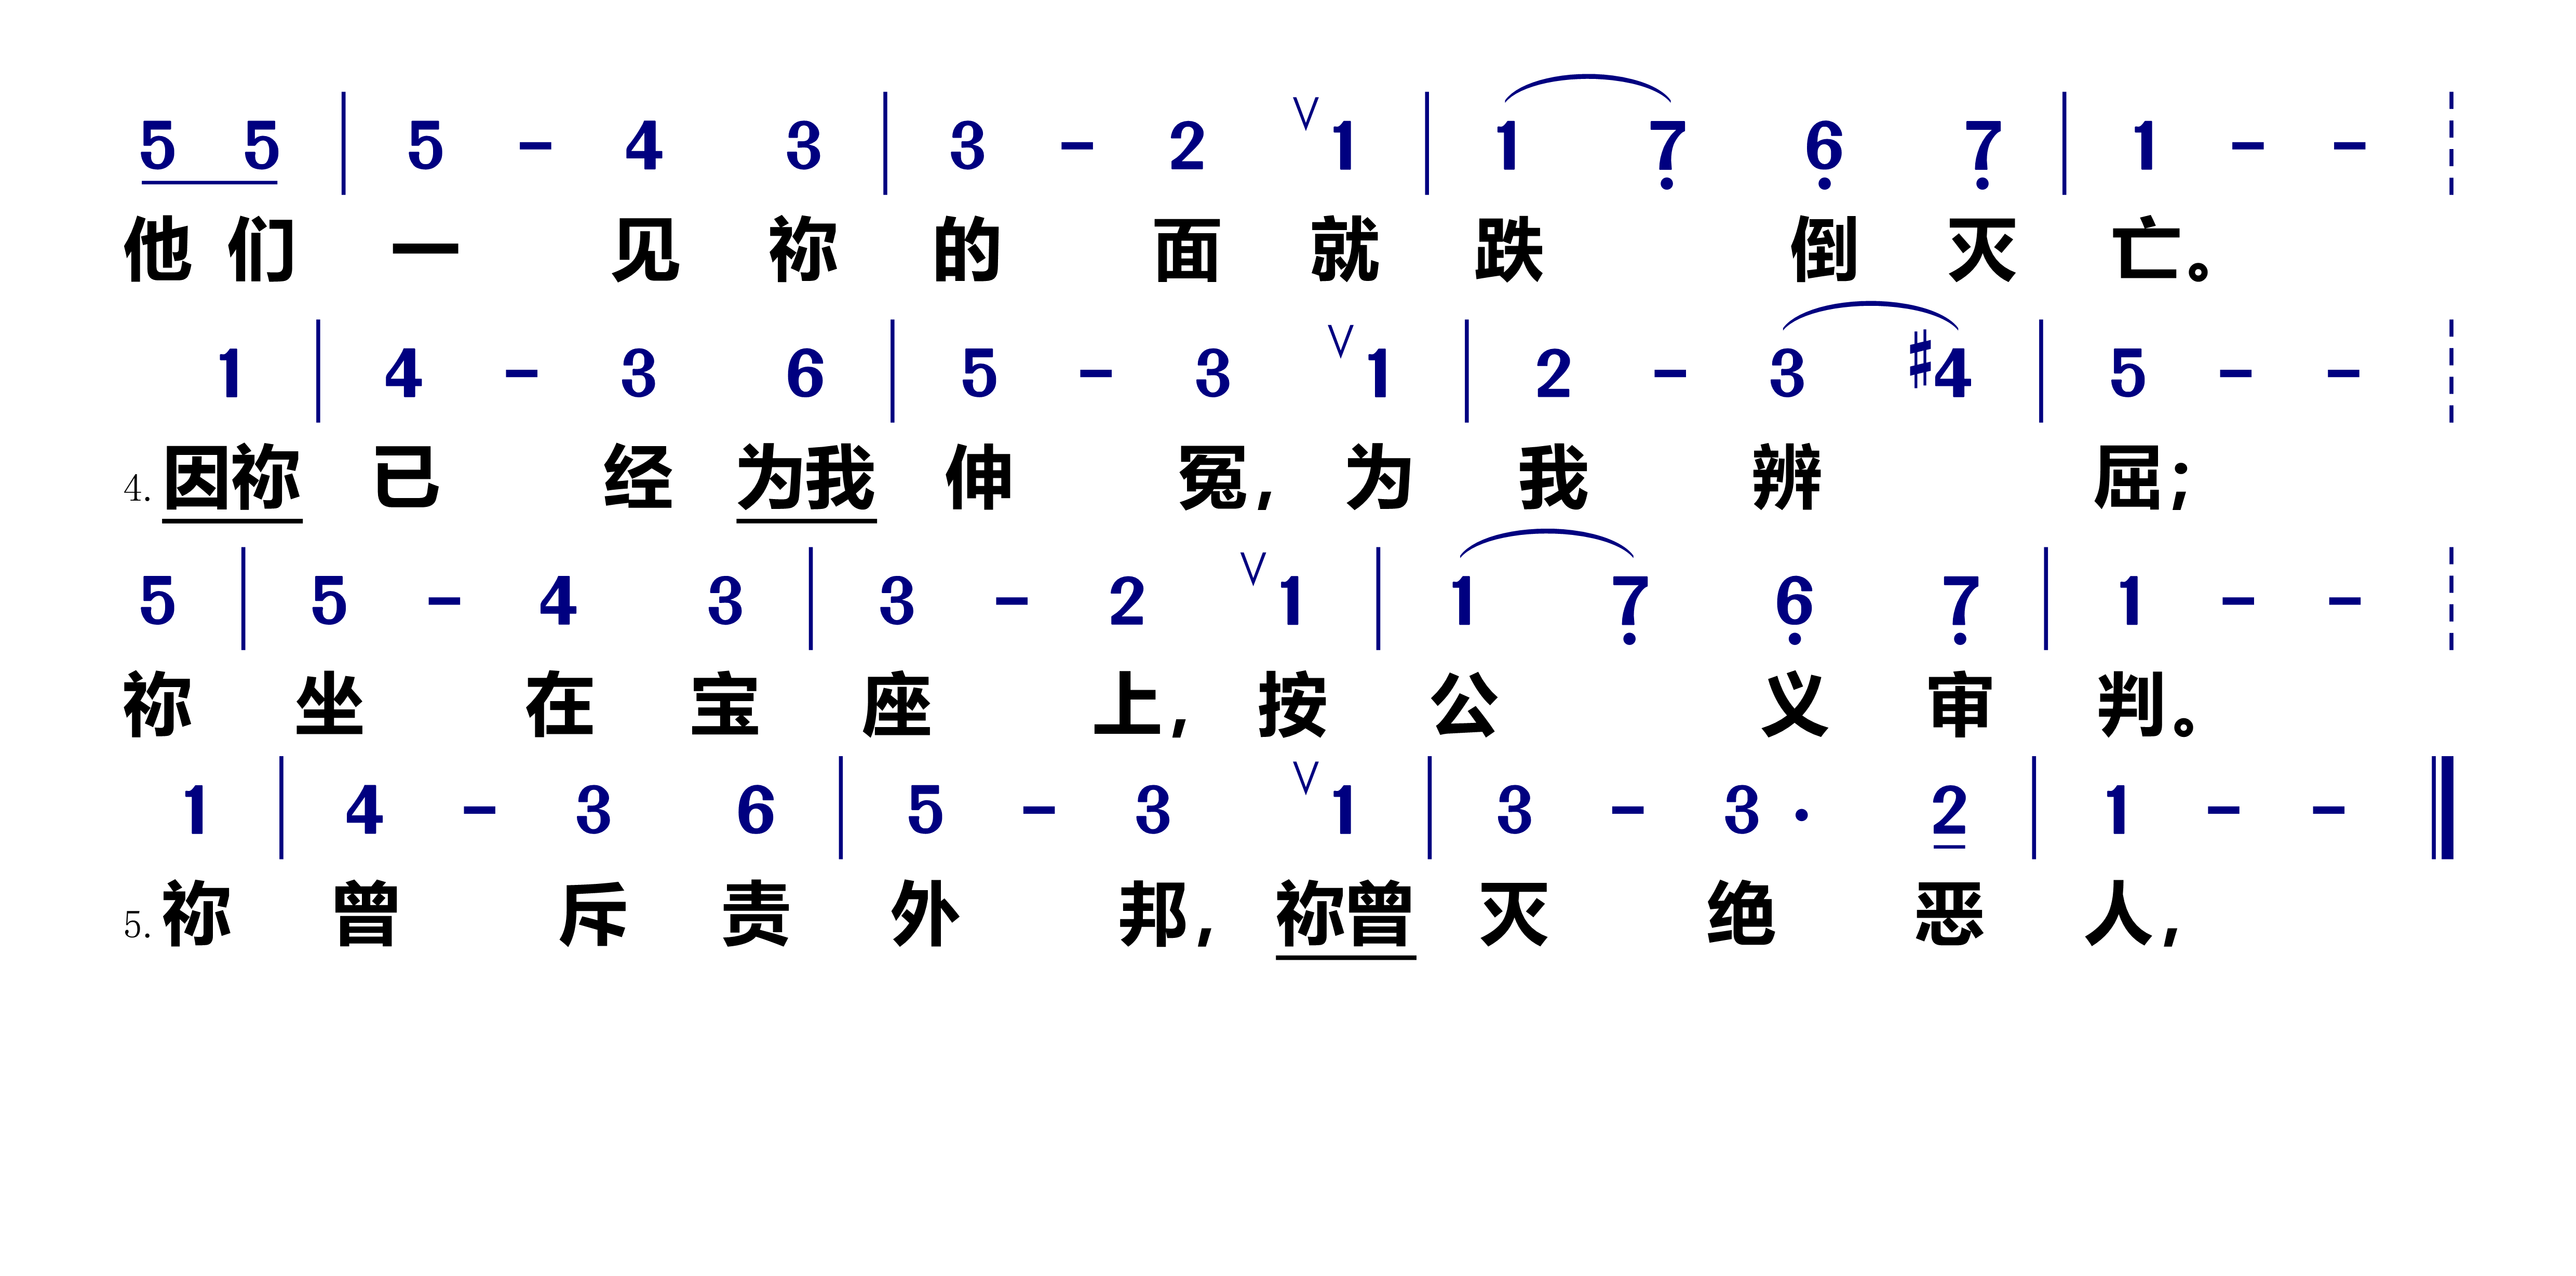 5 5 | 5 - 4 3 | 3 - 2 ∨1 | 1 7̣ 6̣ 7̣ | 1 - - ¦
他们一见祢的面就跌倒灭亡。
1 | 4 - 3 6 | 5 - 3 ∨1 | 2 - 3 ♯4 | 5 - - ¦
4. 因祢已经为我伸冤，为我辨屈；
5 | 5 - 4 3 | 3 - 2 ∨1 | 1 7̣ 6̣ 7̣ | 1 - - ¦
祢坐在宝座上，按公义审判。
1 | 4 - 3 6 | 5 - 3 ∨1 | 3 - 3 · 2 | 1 - - ‖
5. 祢曾斥责外邦，祢曾灭绝恶人，